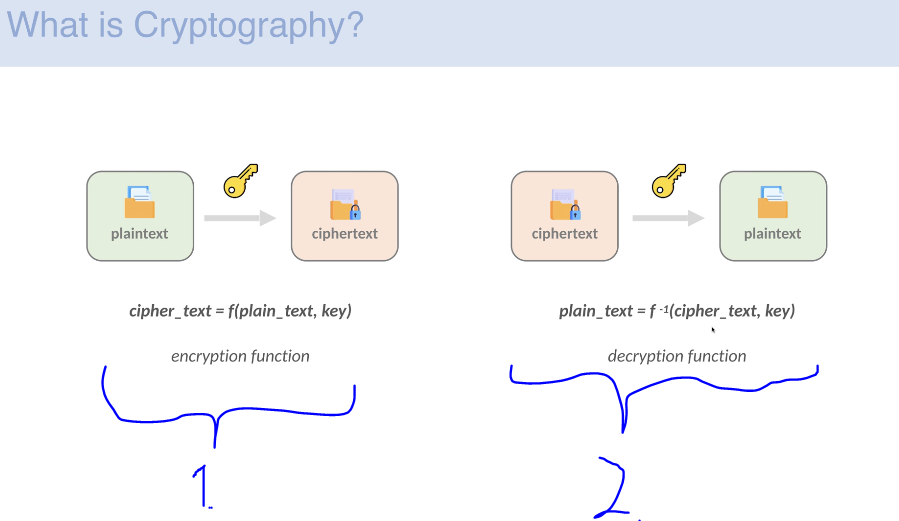 What is Cryptography?
plaintext
ciphertext
ciphertext
plaintext
cipher_text = f(plain_text, key)
plain_text = f -1(cipher_text, key)
encryption function
decryption function
1.
2.